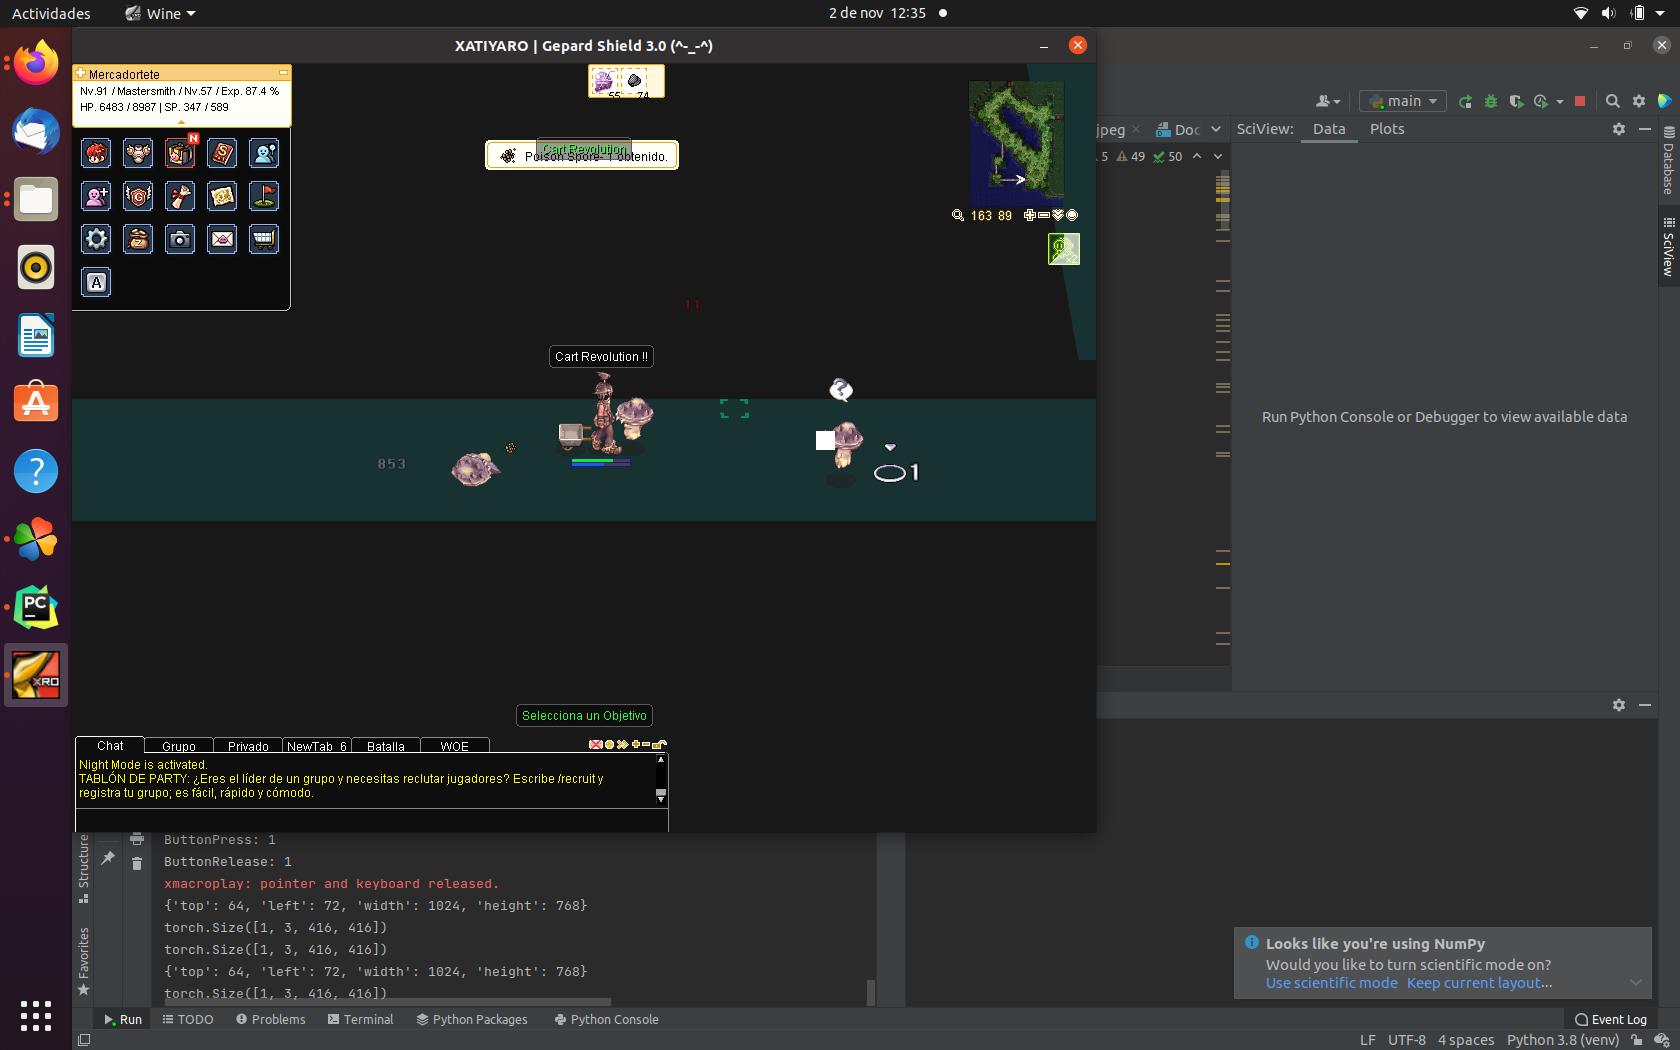 Actividades
Wine
2 de nov 12:35
XATIYARO | Gepard Shield 3.0 (^-_-^)
Mercadortete
Nv.91 / Mastersmith / Nv.57 / Exp. 87.4 %
HP. 6483 / 8987 | SP. 347 / 589
N
55 74
Cart Revolution
Poison Spore- 1 obtenido.
163 89
11
Cart Revolution !!
?
853
1
A
Selecciona un Objetivo
Chat Grupo Privado NewTab_6 Batalla WOE
Night Mode is activated.
TABLÓN DE PARTY: ¿Eres el líder de un grupo y necesitas reclutar jugadores? Escribe /recruit y
registra tu grupo; es fácil, rápido y cómodo.
main
jpeg
Doc
SciView:
Data
Plots
5 49 50
Database
SciView
Run Python Console or Debugger to view available data
PC
XRO
Structure
Favorites
ButtonPress: 1
ButtonRelease: 1
xmacroplay: pointer and keyboard released.
{'top': 64, 'left': 72, 'width': 1024, 'height': 768}
torch.Size([1, 3, 416, 416])
torch.Size([1, 3, 416, 416])
{'top': 64, 'left': 72, 'width': 1024, 'height': 768}
torch.Size([1, 3, 416, 416])
Looks like you're using NumPy
Would you like to turn scientific mode on?
Use scientific mode Keep current layout...
Run TODO Problems Terminal Python Packages Python Console
Event Log
LF UTF-8 4 spaces Python 3.8 (venv)